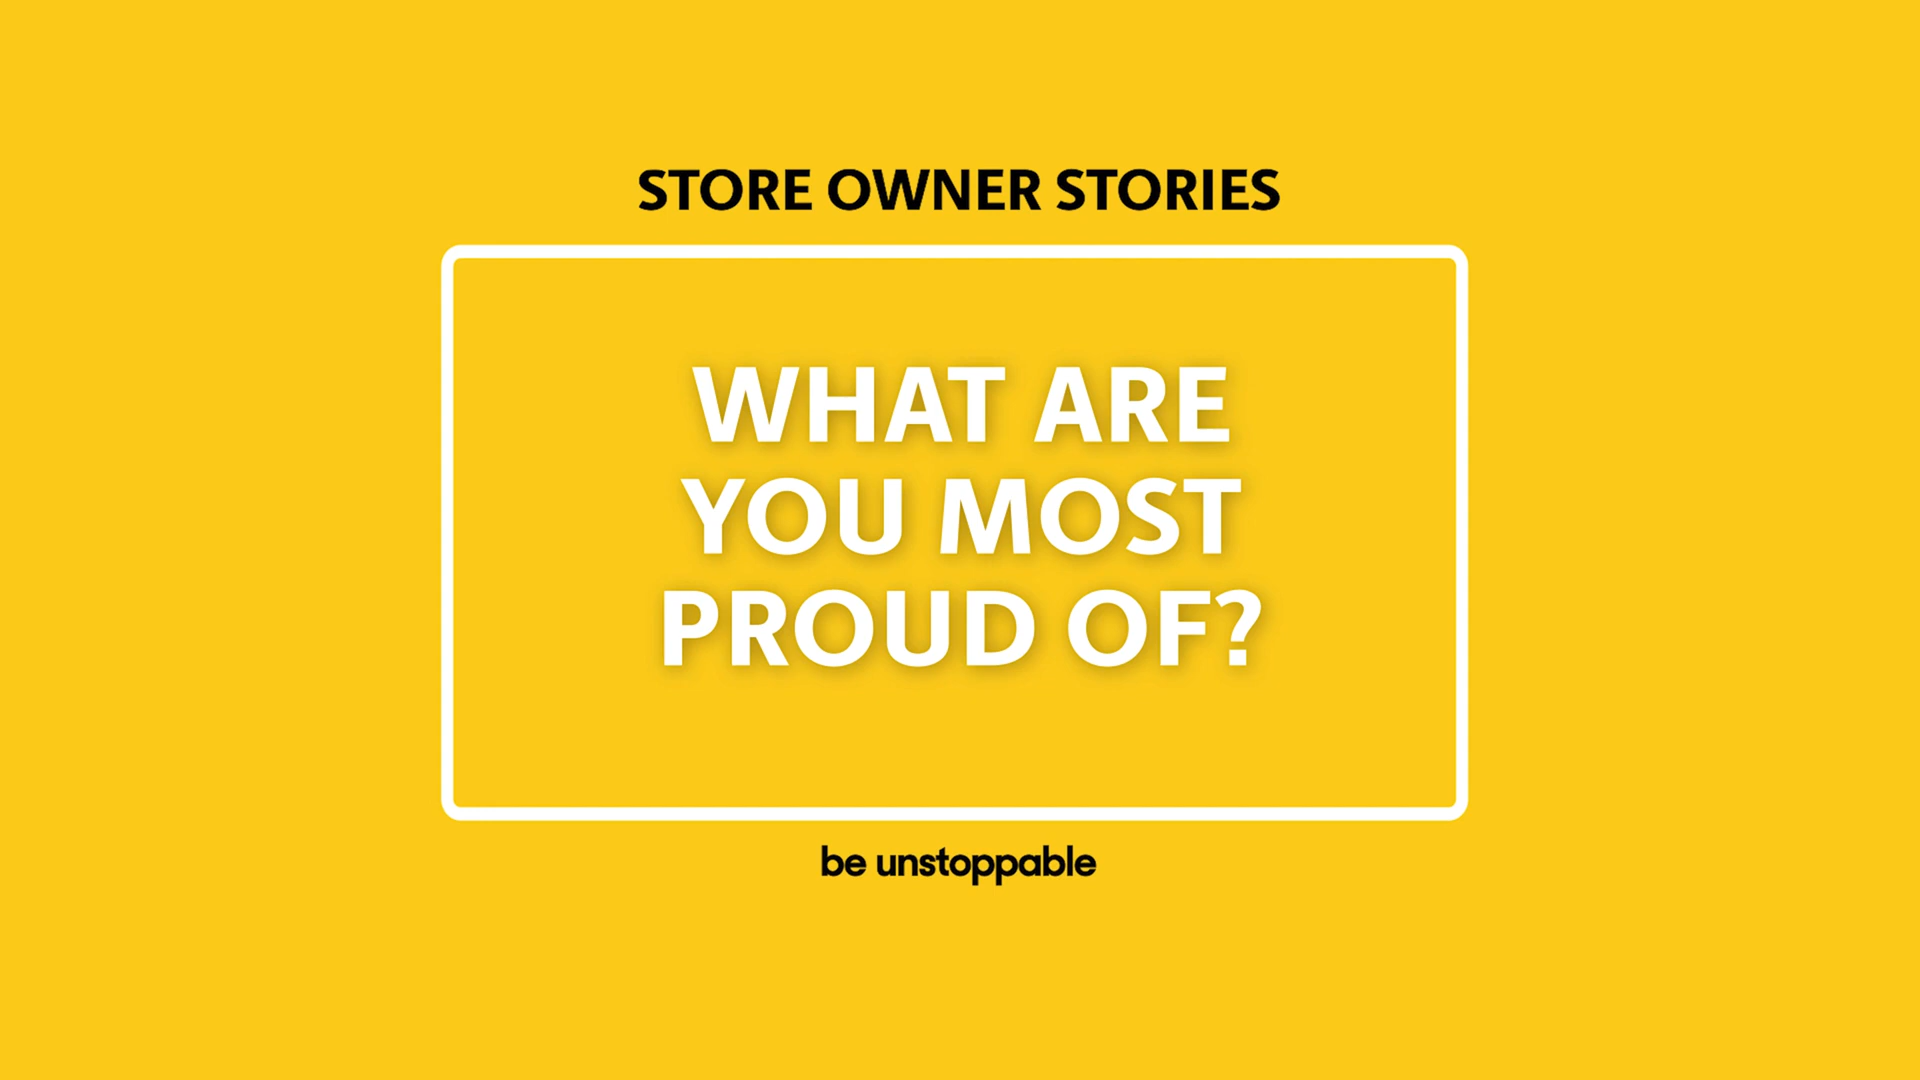 STORE OWNER STORIES
WHAT ARE
YOU MOST
PROUD OF?
be unstoppable